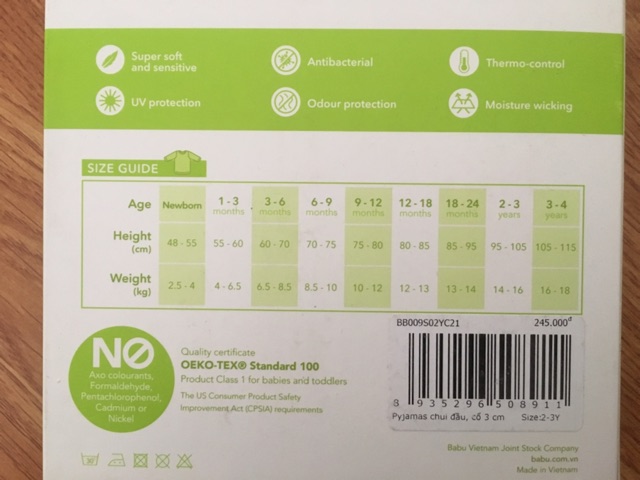 Super soft
and sensitive
Antibacterial
Thermo-control
UV protection
Odour protection
Moisture wicking
SIZE GUIDE
Age Newborn 1 - 3 months 3 - 6 months 6 - 9 months 9 - 12 months 12 - 18 months 18 - 24 months 2 - 3 years 3 - 4 years
Height (cm) 48 - 55 55 - 60 60 - 70 70 - 75 75 - 80 80 - 85 85 - 95 95 - 105 105 - 115
Weight (kg) 2.5 - 4 4 - 6.5 6.5 - 8.5 8.5 - 10 10 - 12 12 - 13 13 - 14 14 - 16 16 - 18
NO
Axo colourants,
Formaldehyde,
Pentachlorophenol,
Cadmium or
Nickel
Quality certificate
OEKO-TEX® Standard 100
Product Class 1 for babies and toddlers
The US Consumer Product Safety
Improvement Act (CPSIA) requirements
BB009S02YC21 245.000đ
8 935296 508911
Pyjamas chui đầu, cổ 3 cm Size:2-3Y
30°
Babu Vietnam Joint Stock Company
babu.com.vn
Made in Vietnam